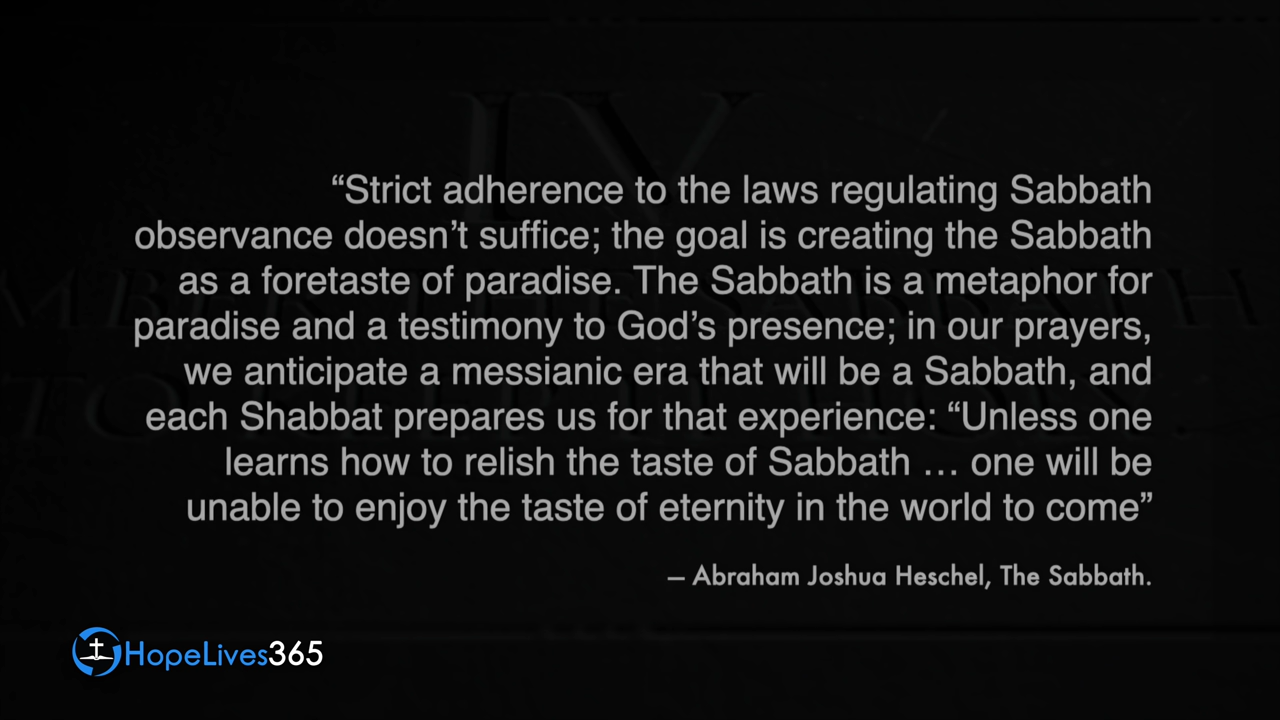 IV
“Strict adherence to the laws regulating Sabbath
observance doesn’t suffice; the goal is creating the Sabbath
as a foretaste of paradise. The Sabbath is a metaphor for
paradise and a testimony to God’s presence; in our prayers,
we anticipate a messianic era that will be a Sabbath, and
each Shabbat prepares us for that experience: “Unless one
learns how to relish the taste of Sabbath … one will be
unable to enjoy the taste of eternity in the world to come”
— Abraham Joshua Heschel, The Sabbath.
HopeLives365